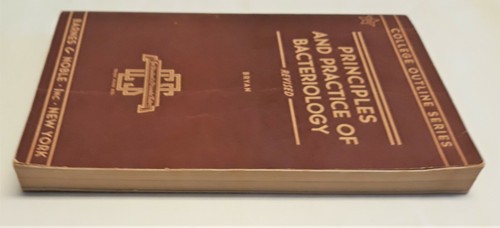 COLLEGE OUTLINE SERIES
PRINCIPLES
AND PRACTICE OF
BACTERIOLOGY
REVISED
BRYAN
BARNES & NOBLE · INC · NEW YORK